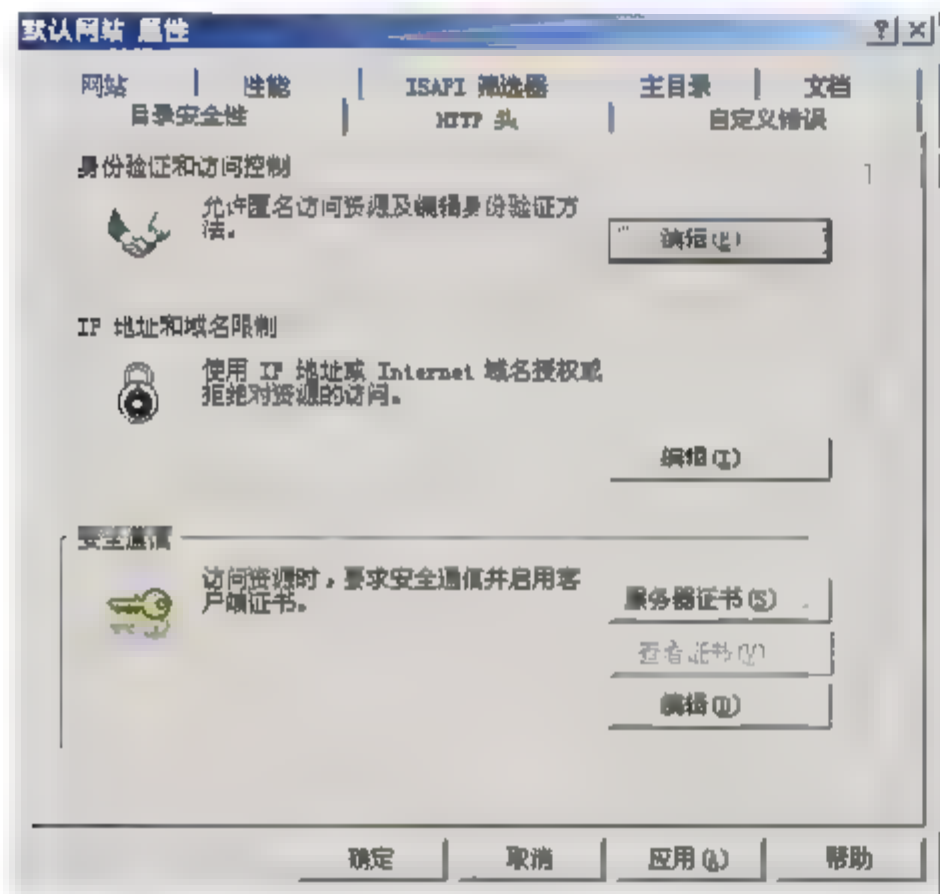 默认网站 属性
网站 性能 ISAPI 筛选器 主目录 文档
目录安全性 HTTP 头 自定义错误
身份验证和访问控制
允许匿名访问资源及编辑身份验证方
法。
编辑(E)
IP 地址和域名限制
使用 IP 地址或 Internet 域名授权或
拒绝对资源的访问。
编辑(I)
安全通信
访问资源时，要求安全通信并启用客
户端证书。
服务器证书(S)
查看证书(V)
编辑(D)
确定 取消 应用(A) 帮助